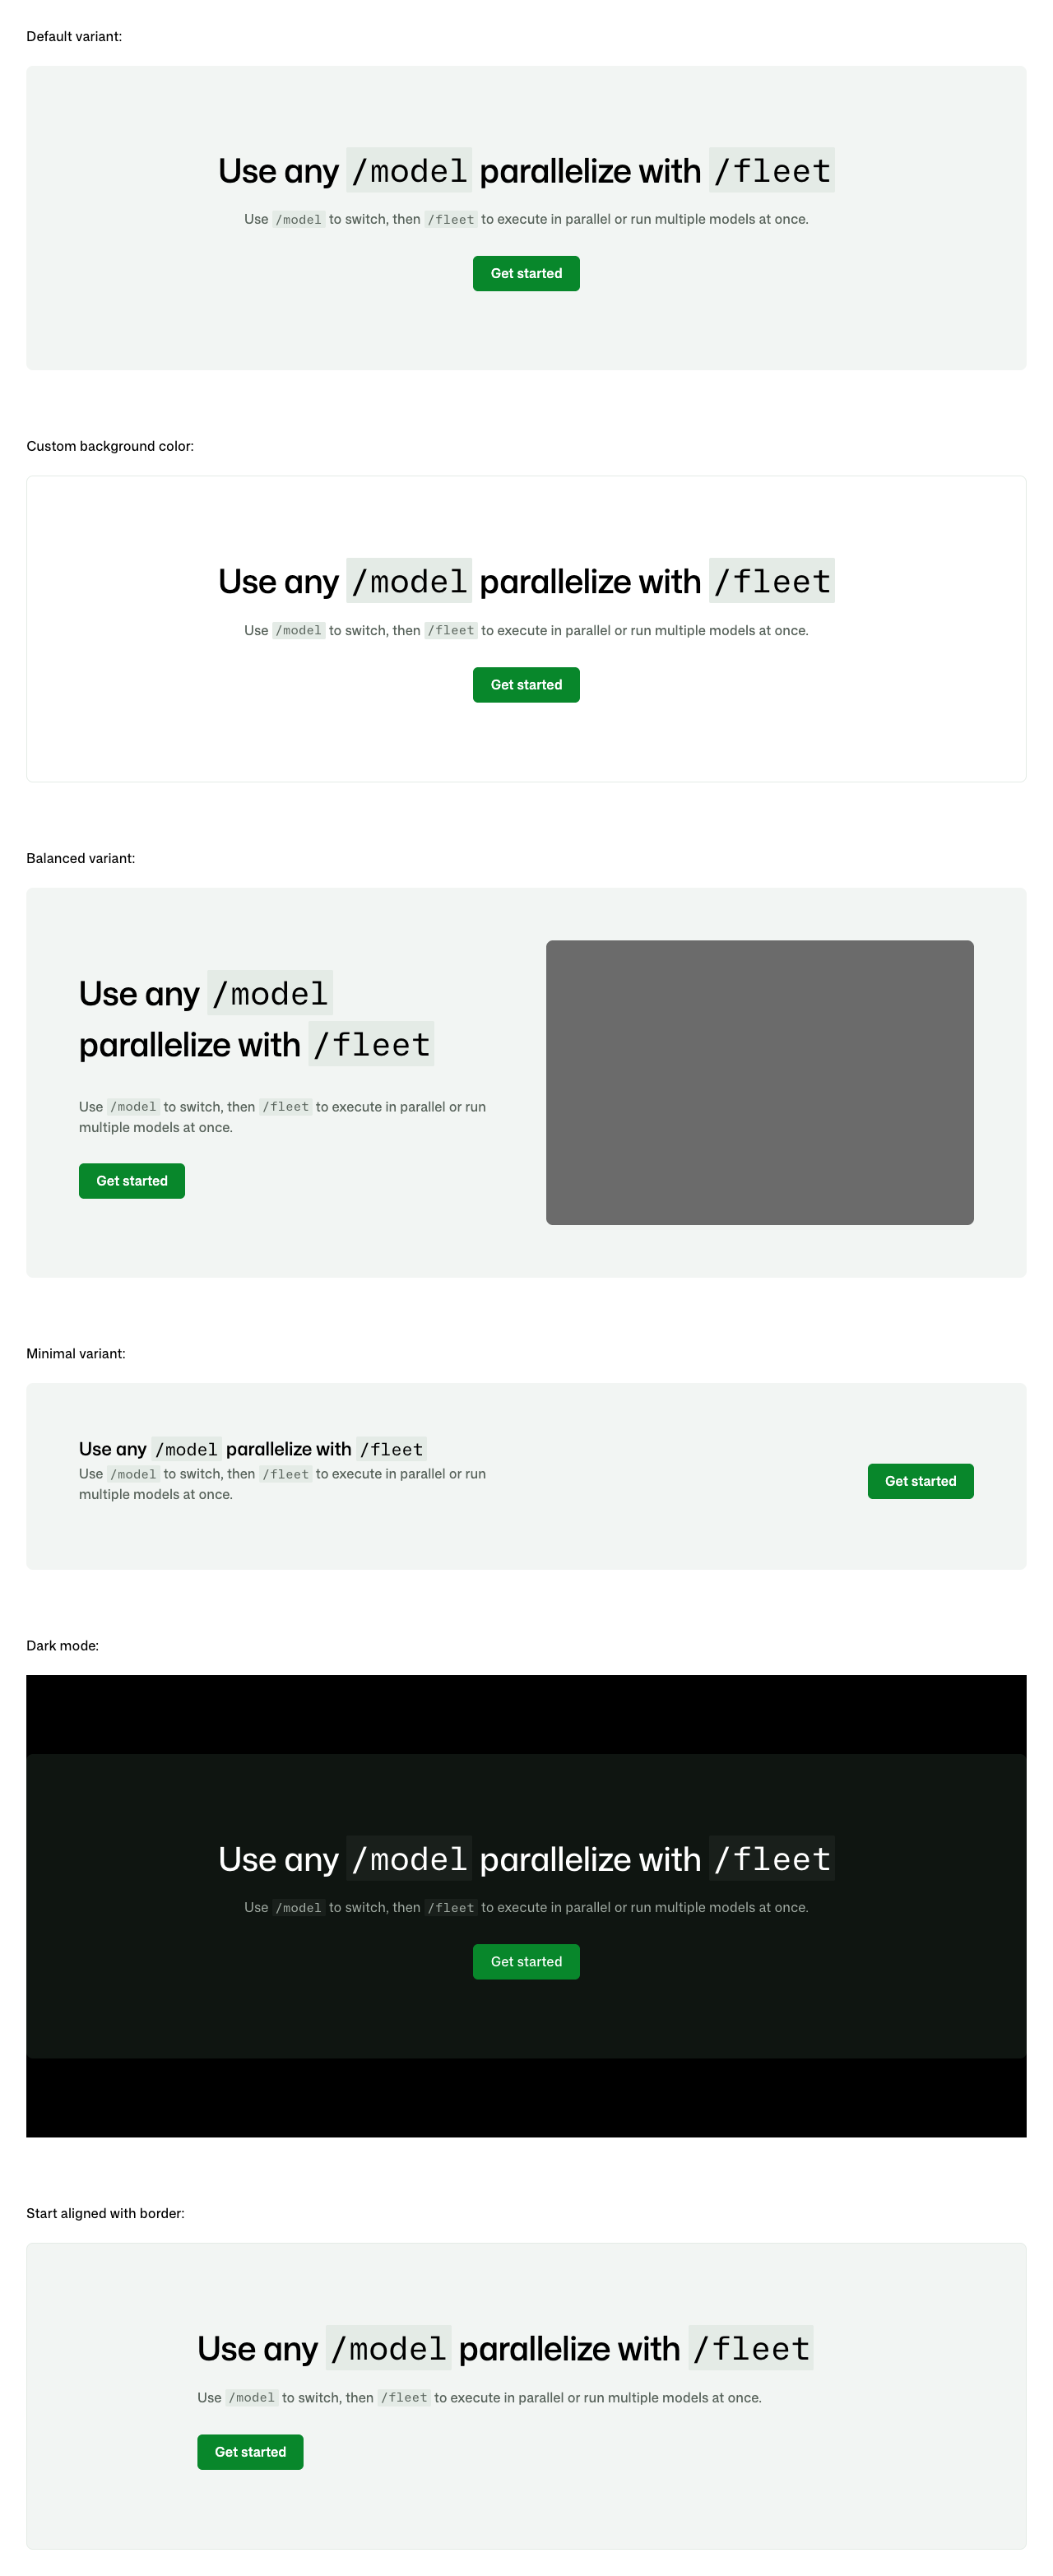 Default variant:
Use any /model parallelize with /fleet
Use /model to switch, then /fleet to execute in parallel or run multiple models at once.
Get started
Custom background color:
Use any /model parallelize with /fleet
Use /model to switch, then /fleet to execute in parallel or run multiple models at once.
Get started
Balanced variant:
Use any /model
parallelize with /fleet
Use /model to switch, then /fleet to execute in parallel or run
multiple models at once.
Get started
Minimal variant:
Use any /model parallelize with /fleet
Use /model to switch, then /fleet to execute in parallel or run
multiple models at once.
Get started
Dark mode:
Use any /model parallelize with /fleet
Use /model to switch, then /fleet to execute in parallel or run multiple models at once.
Get started
Start aligned with border:
Use any /model parallelize with /fleet
Use /model to switch, then /fleet to execute in parallel or run multiple models at once.
Get started